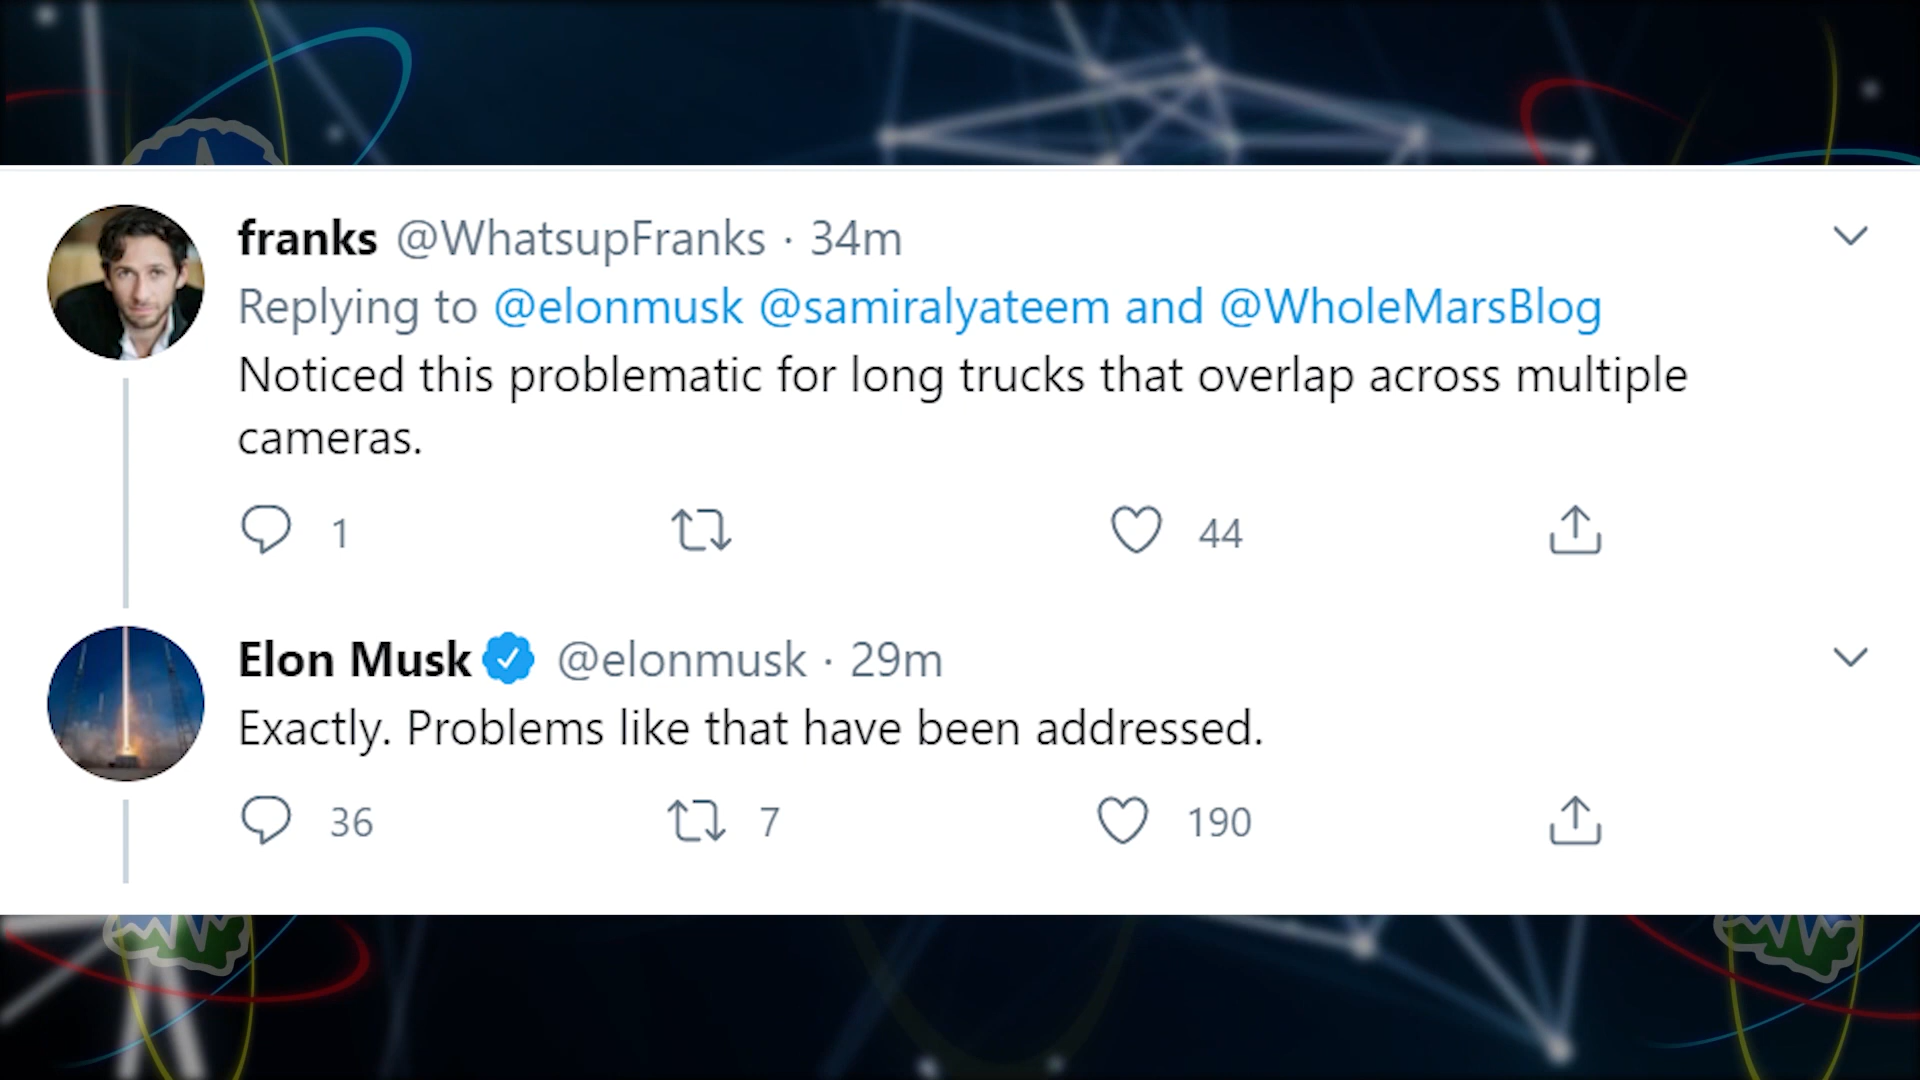 franks @WhatsupFranks · 34m
Replying to @elonmusk @samiralyateem and @WholeMarsBlog
Noticed this problematic for long trucks that overlap across multiple
cameras.
1 44
Elon Musk @elonmusk · 29m
Exactly. Problems like that have been addressed.
36 7 190